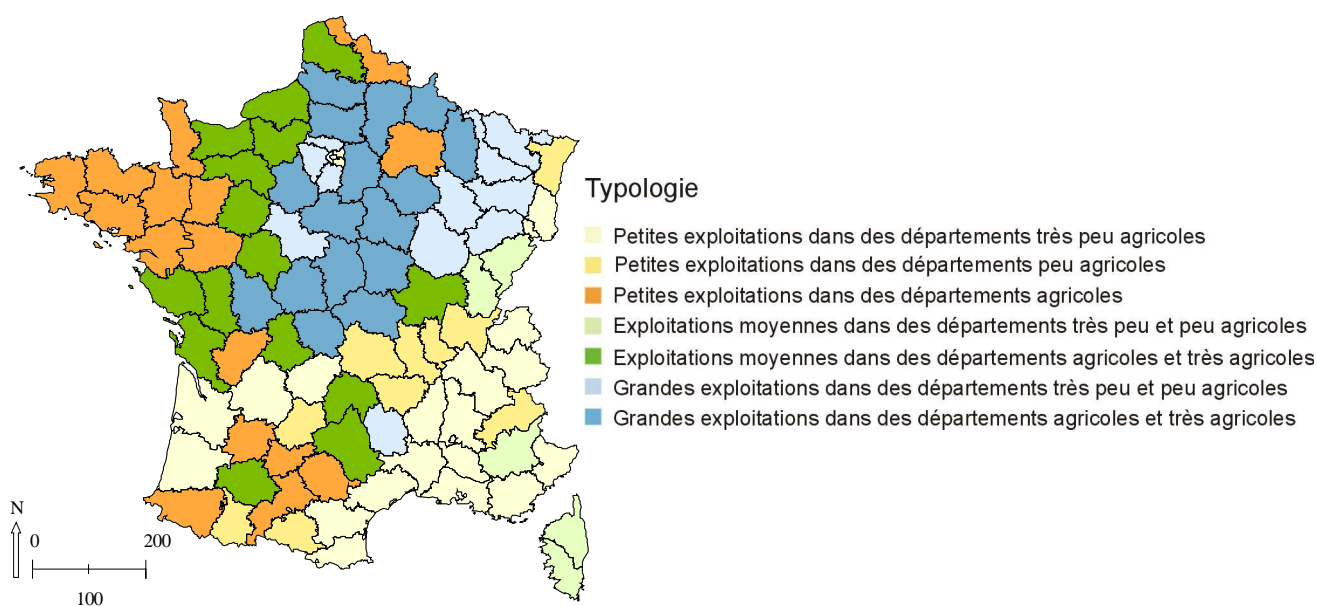 Typologie
Petites exploitations dans des départements très peu agricoles
Petites exploitations dans des départements peu agricoles
Petites exploitations dans des départements agricoles
Exploitations moyennes dans des départements très peu et peu agricoles
Exploitations moyennes dans des départements agricoles et très agricoles
Grandes exploitations dans des départements très peu et peu agricoles
Grandes exploitations dans des départements agricoles et très agricoles
N
0 200
100